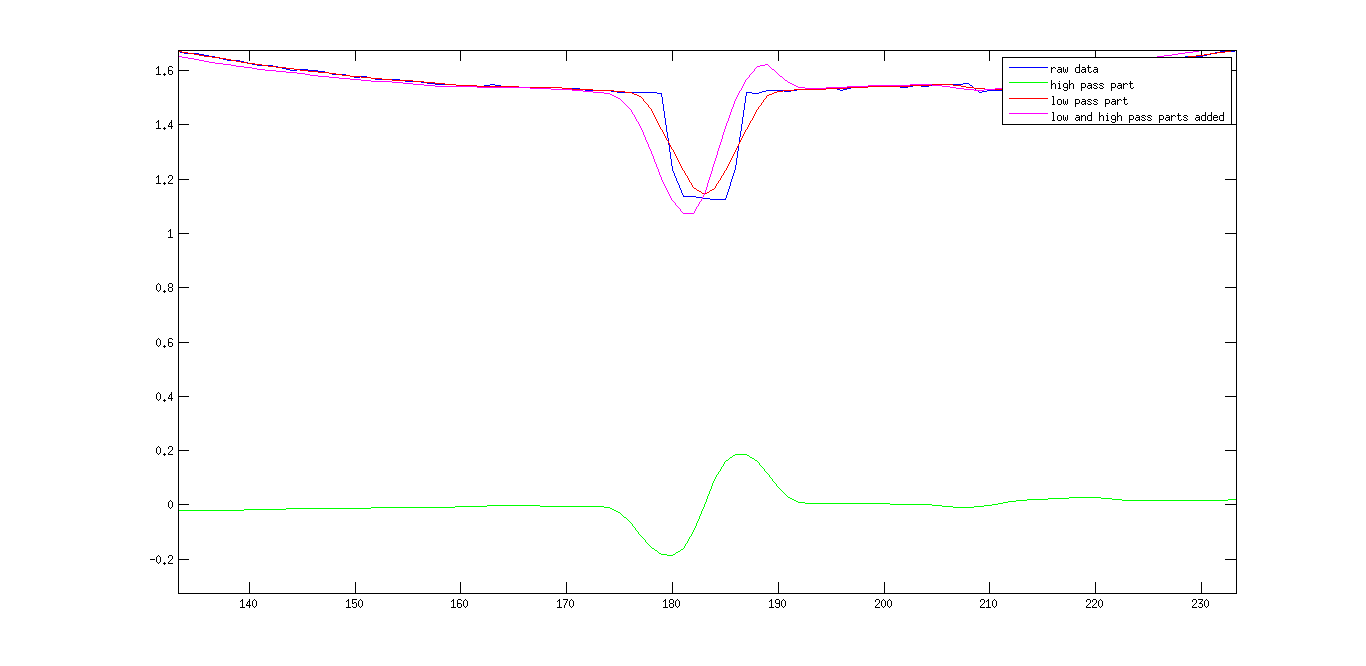 1.6
1.4
1.2
1
0.8
0.6
0.4
0.2
0
-0.2
140 150 160 170 180 190 200 210 220 230
raw data
high pass part
low pass part
low and high pass parts added